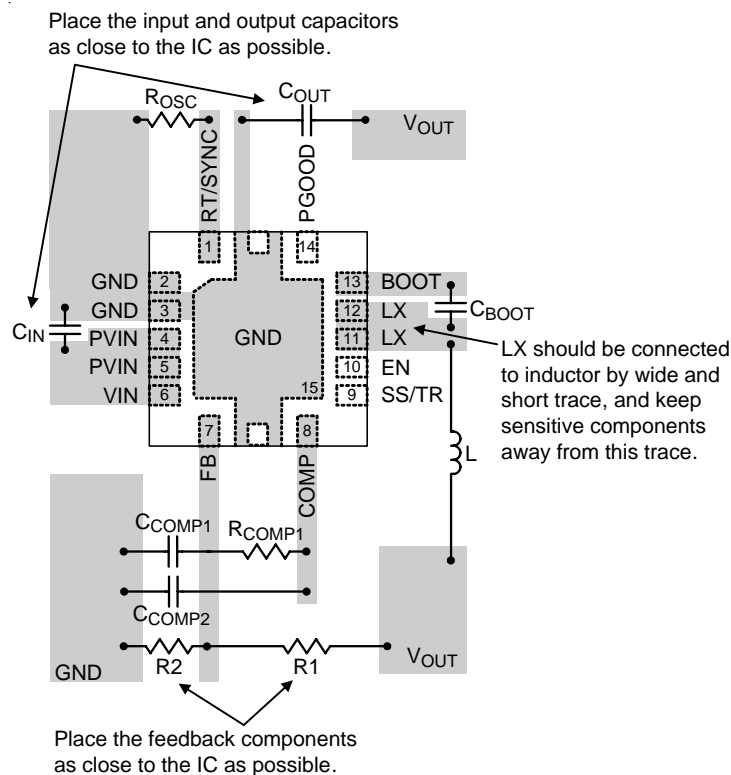 Place the input and output capacitors
as close to the IC as possible.
ROSC
COUT
VOUT
RT/SYNC
PGOOD
1
14
GND 2
13 BOOT
GND 3
12 LX
CBOOT
CIN
PVIN 4
GND
11 LX
PVIN 5
10 EN
VIN 6
15
9 SS/TR
LX should be connected
to inductor by wide and
short trace, and keep
sensitive components
away from this trace.
7
8
FB
COMP
L
CCOMP1
RCOMP1
CCOMP2
R2
R1
VOUT
GND
Place the feedback components
as close to the IC as possible.